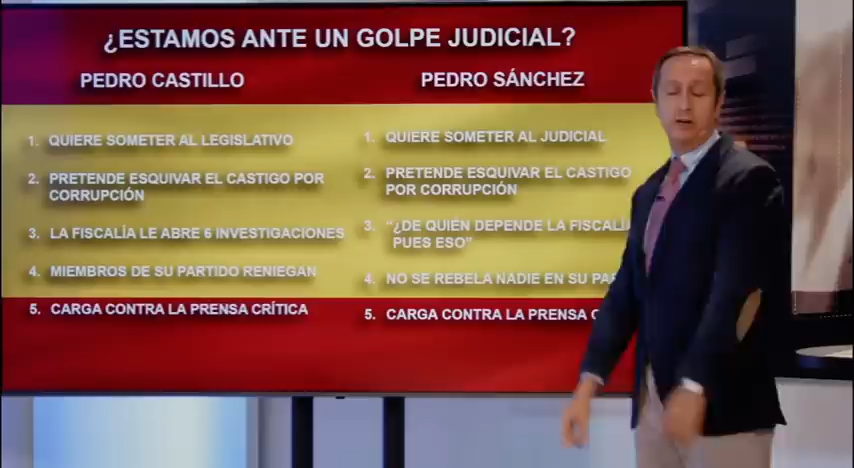 ¿ESTAMOS ANTE UN GOLPE JUDICIAL?
PEDRO CASTILLO
1. QUIERE SOMETER AL LEGISLATIVO
2. PRETENDE ESQUIVAR EL CASTIGO POR
CORRUPCIÓN
3. LA FISCALÍA LE ABRE 6 INVESTIGACIONES
4. MIEMBROS DE SU PARTIDO RENIEGAN
5. CARGA CONTRA LA PRENSA CRÍTICA
PEDRO SÁNCHEZ
1. QUIERE SOMETER AL JUDICIAL
2. PRETENDE ESQUIVAR EL CASTIGO
POR CORRUPCIÓN
3. "¿DE QUIÉN DEPENDE LA FISCALÍA
PUES ESO"
4. NO SE REBELA NADIE EN SU
5. CARGA CONTRA LA PRENSA